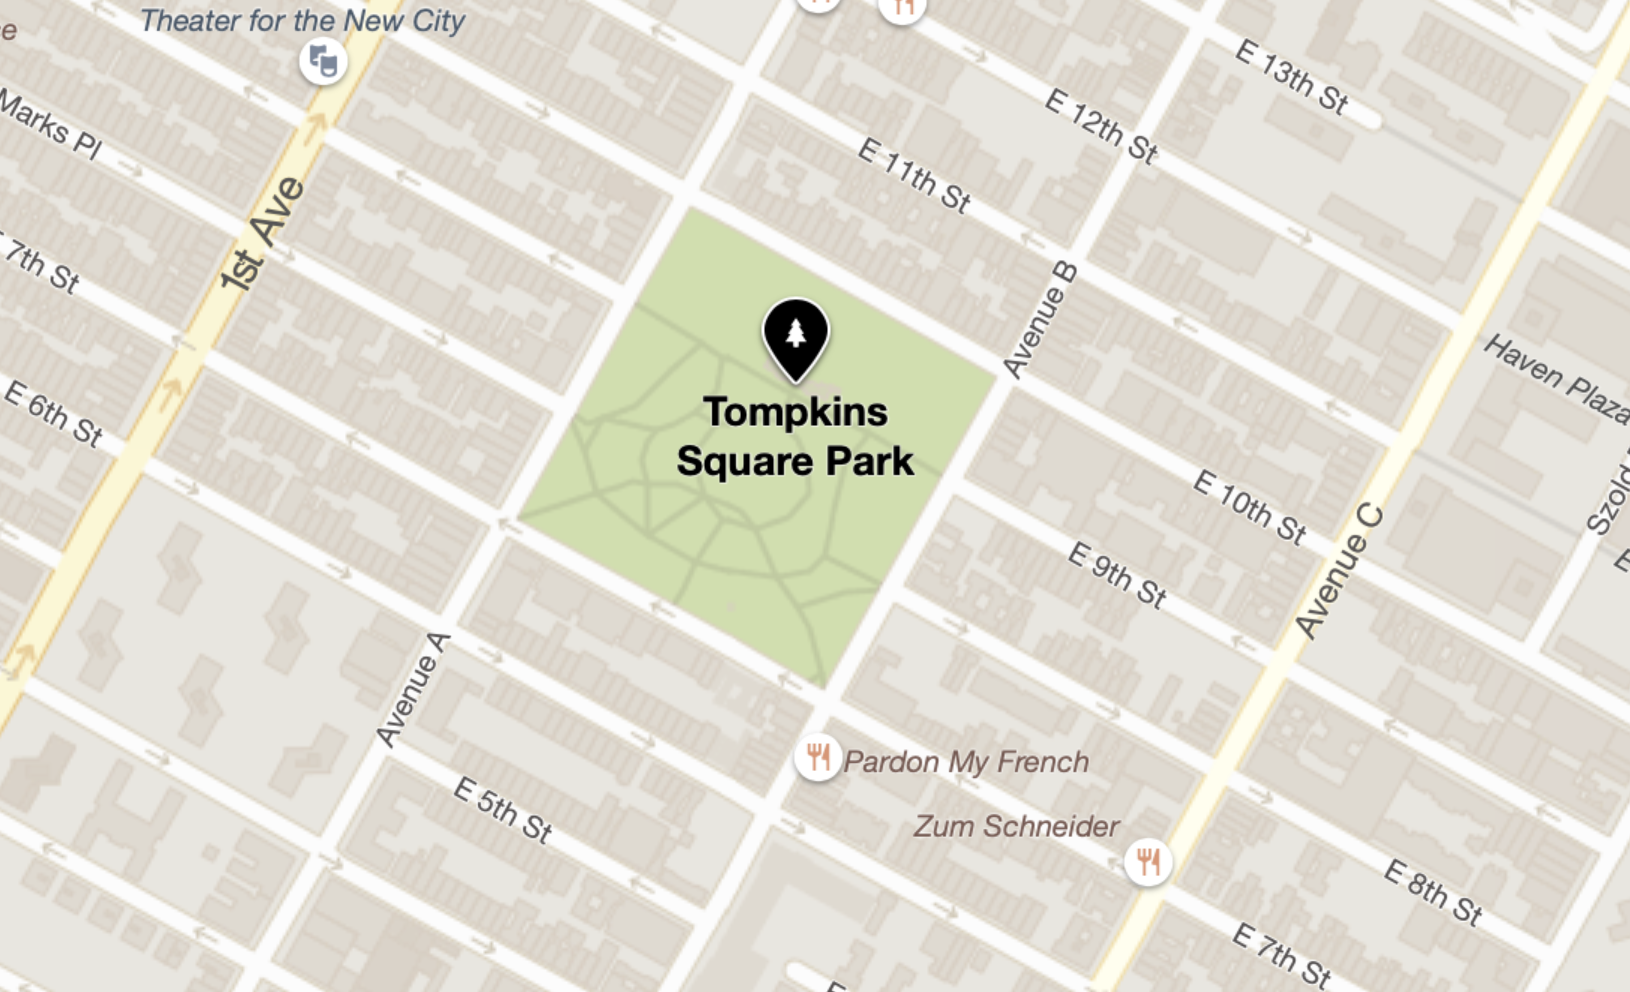 Theater for the New City
e
Marks Pl
E 13th St
E 12th St
E 11th St
1st Ave
7th St
Avenue B
Tompkins
Square Park
Haven Plaza
E 6th St
E 10th St
Szold
Avenue C
E
E 9th St
Avenue A
Pardon My French
E 5th St
Zum Schneider
E 8th St
E 7th St